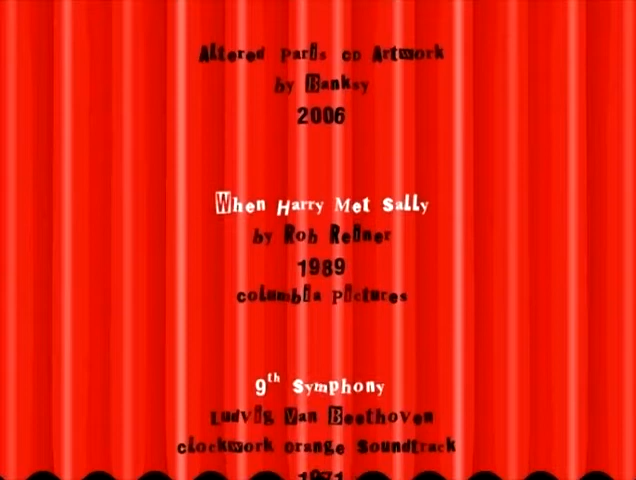 Altered Paris CD Artwork
by Banksy
2006
When Harry Met Sally
by Rob Reiner
1989
columbia Pictures
9th Symphony
Ludvig Van Beethoven
clockwork orange Soundtrack
1971